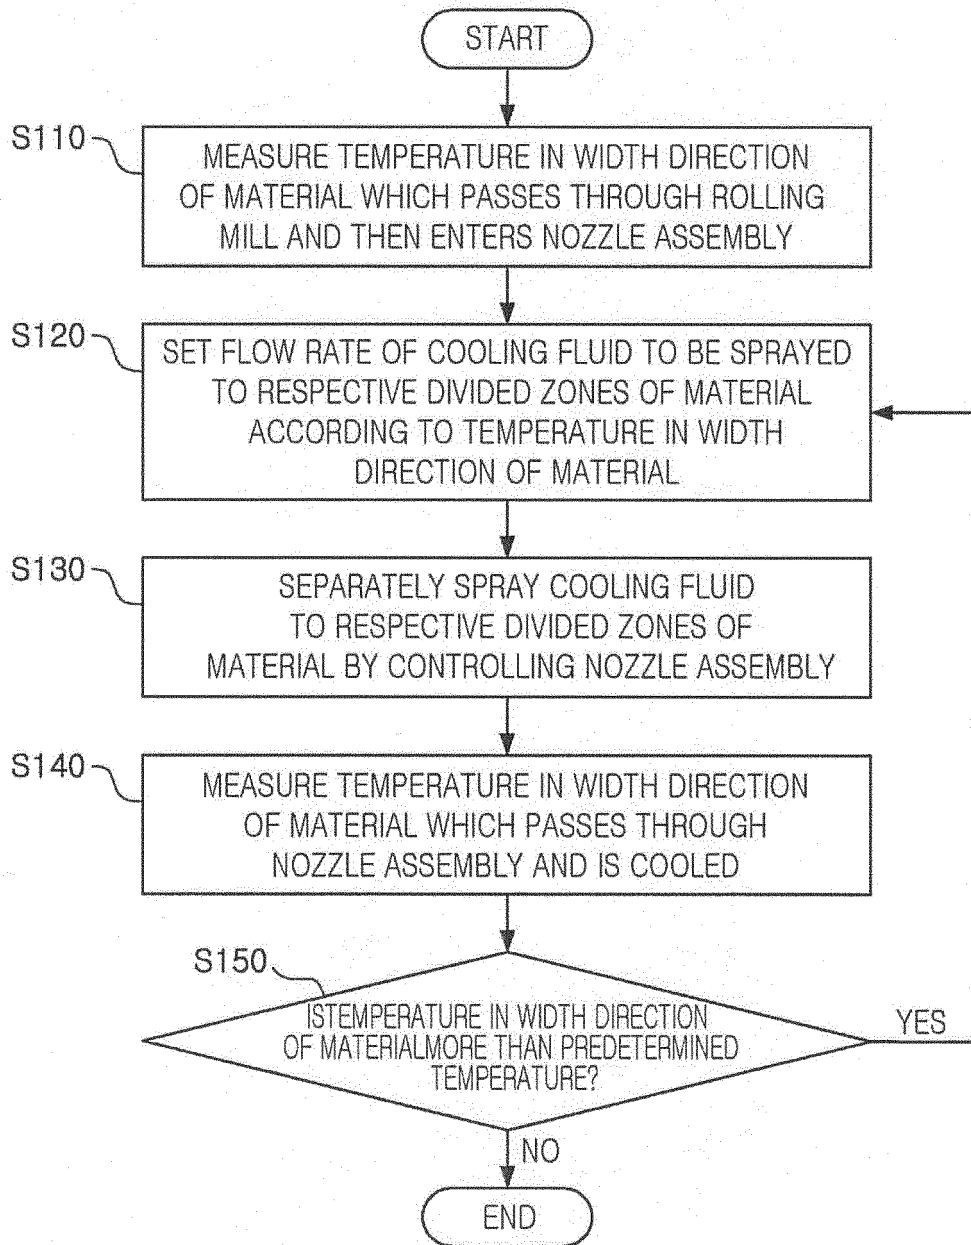 START
S110
MEASURE TEMPERATURE IN WIDTH DIRECTION
OF MATERIAL WHICH PASSES THROUGH ROLLING
MILL AND THEN ENTERS NOZZLE ASSEMBLY
S120
SET FLOW RATE OF COOLING FLUID TO BE SPRAYED
TO RESPECTIVE DIVIDED ZONES OF MATERIAL
ACCORDING TO TEMPERATURE IN WIDTH
DIRECTION OF MATERIAL
S130
SEPARATELY SPRAY COOLING FLUID
TO RESPECTIVE DIVIDED ZONES OF
MATERIAL BY CONTROLLING NOZZLE ASSEMBLY
S140
MEASURE TEMPERATURE IN WIDTH DIRECTION
OF MATERIAL WHICH PASSES THROUGH
NOZZLE ASSEMBLY AND IS COOLED
S150
ISTEMPERATURE IN WIDTH DIRECTION
OF MATERIALMORE THAN PREDETERMINED
TEMPERATURE?
YES
NO
END